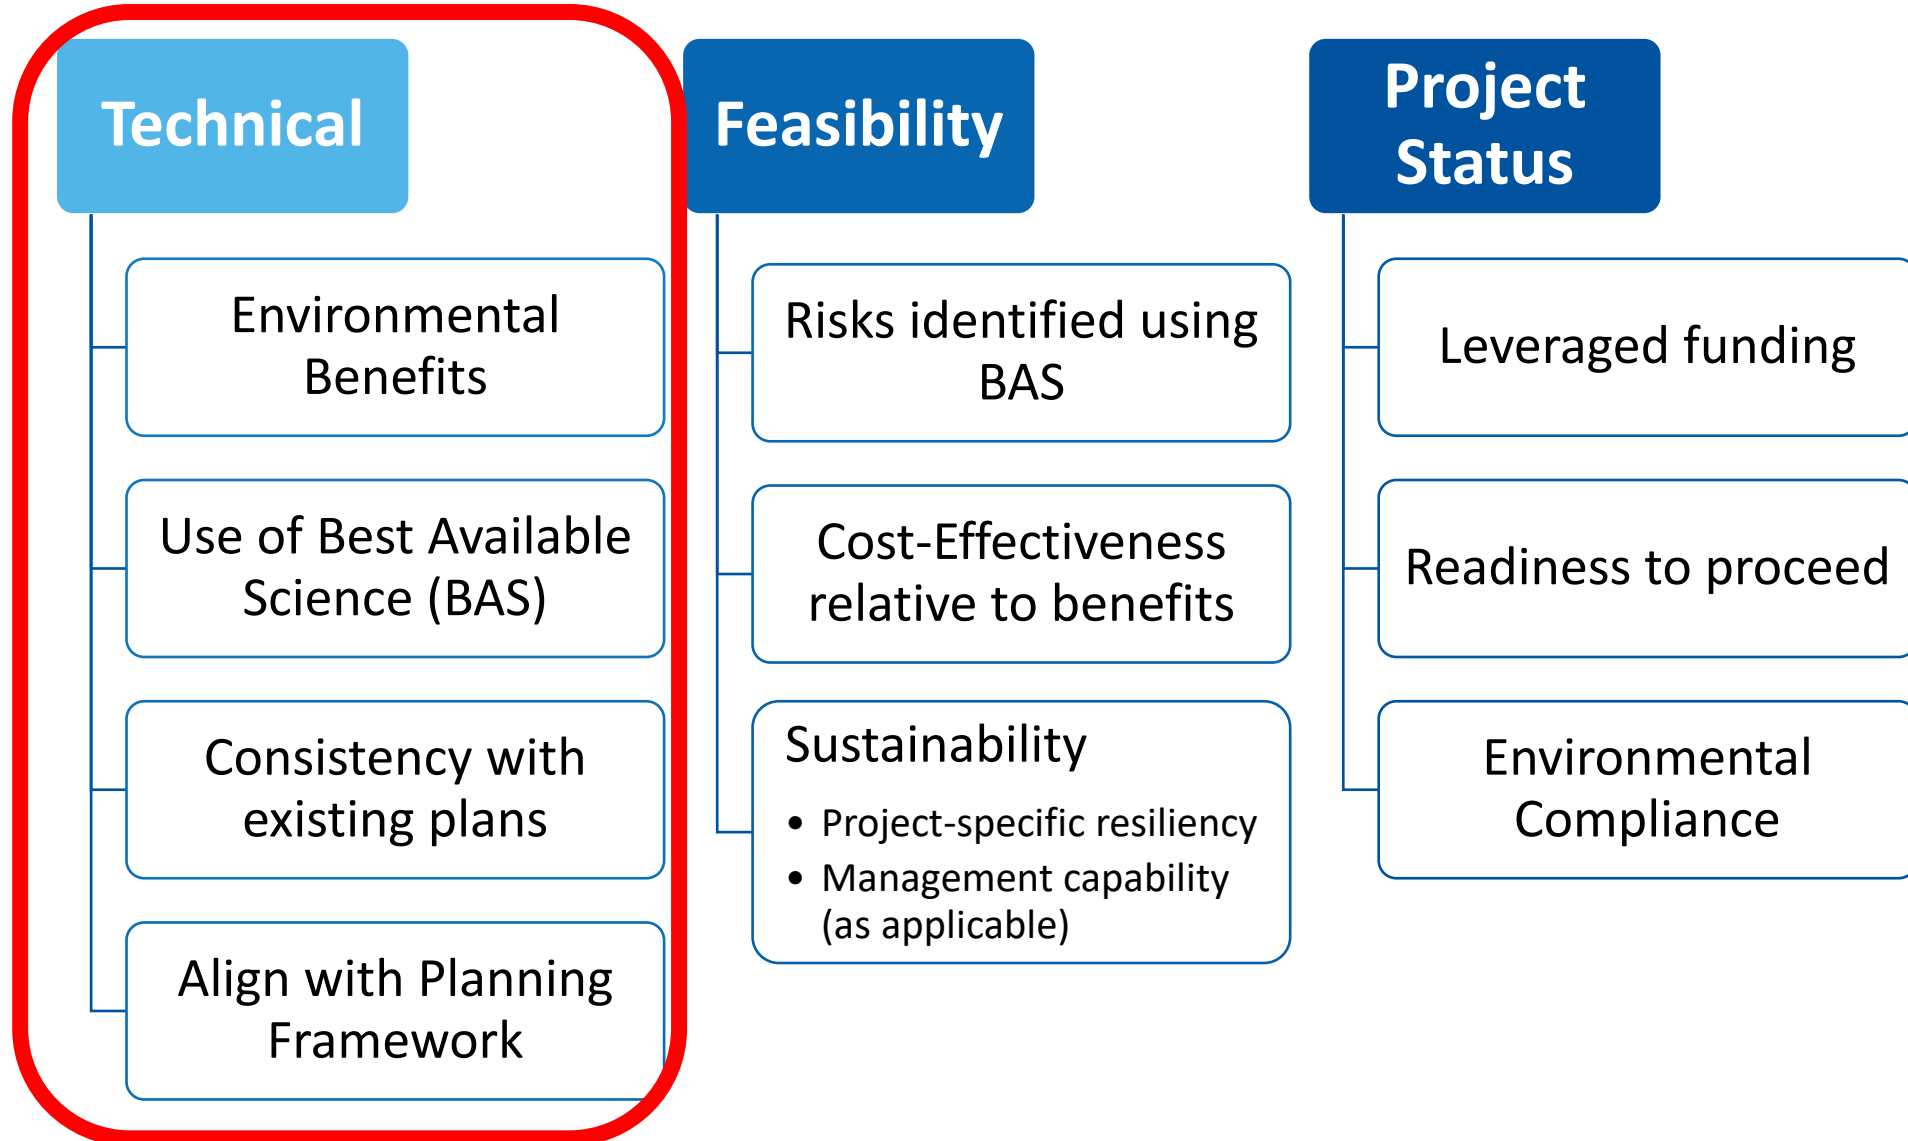 Technical
Environmental
Benefits
Use of Best Available
Science (BAS)
Consistency with
existing plans
Align with Planning
Framework
Feasibility
Risks identified using
BAS
Cost-Effectiveness
relative to benefits
Sustainability
• Project-specific resiliency
• Management capability
(as applicable)
Project
Status
Leveraged funding
Readiness to proceed
Environmental
Compliance